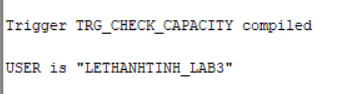 Trigger TRG_CHECK_CAPACITY compiled
USER is "LETHANHTINH_LAB3"